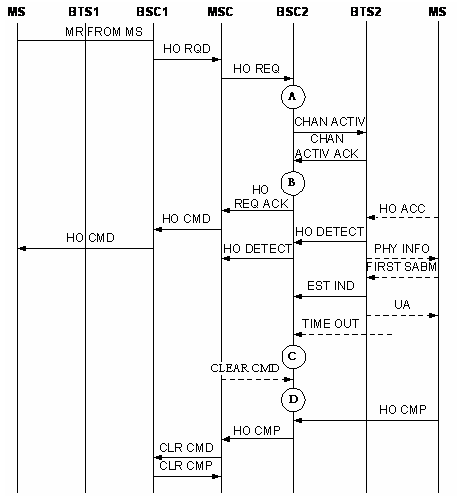 MS BTS1 BSC1 MSC BSC2 BTS2 MS
MR FROM MS
HO RQD
HO REQ
A
CHAN ACTIV
CHAN
ACTIV ACK
B
HO
REQ ACK
HO ACC
HO CMD
HO DETECT
HO CMD
HO DETECT
PHY INFO
FIRST SABM
EST IND
UA
TIME OUT
C
CLEAR CMD
D
HO CMP
HO CMP
CLR CMD
CLR CMP